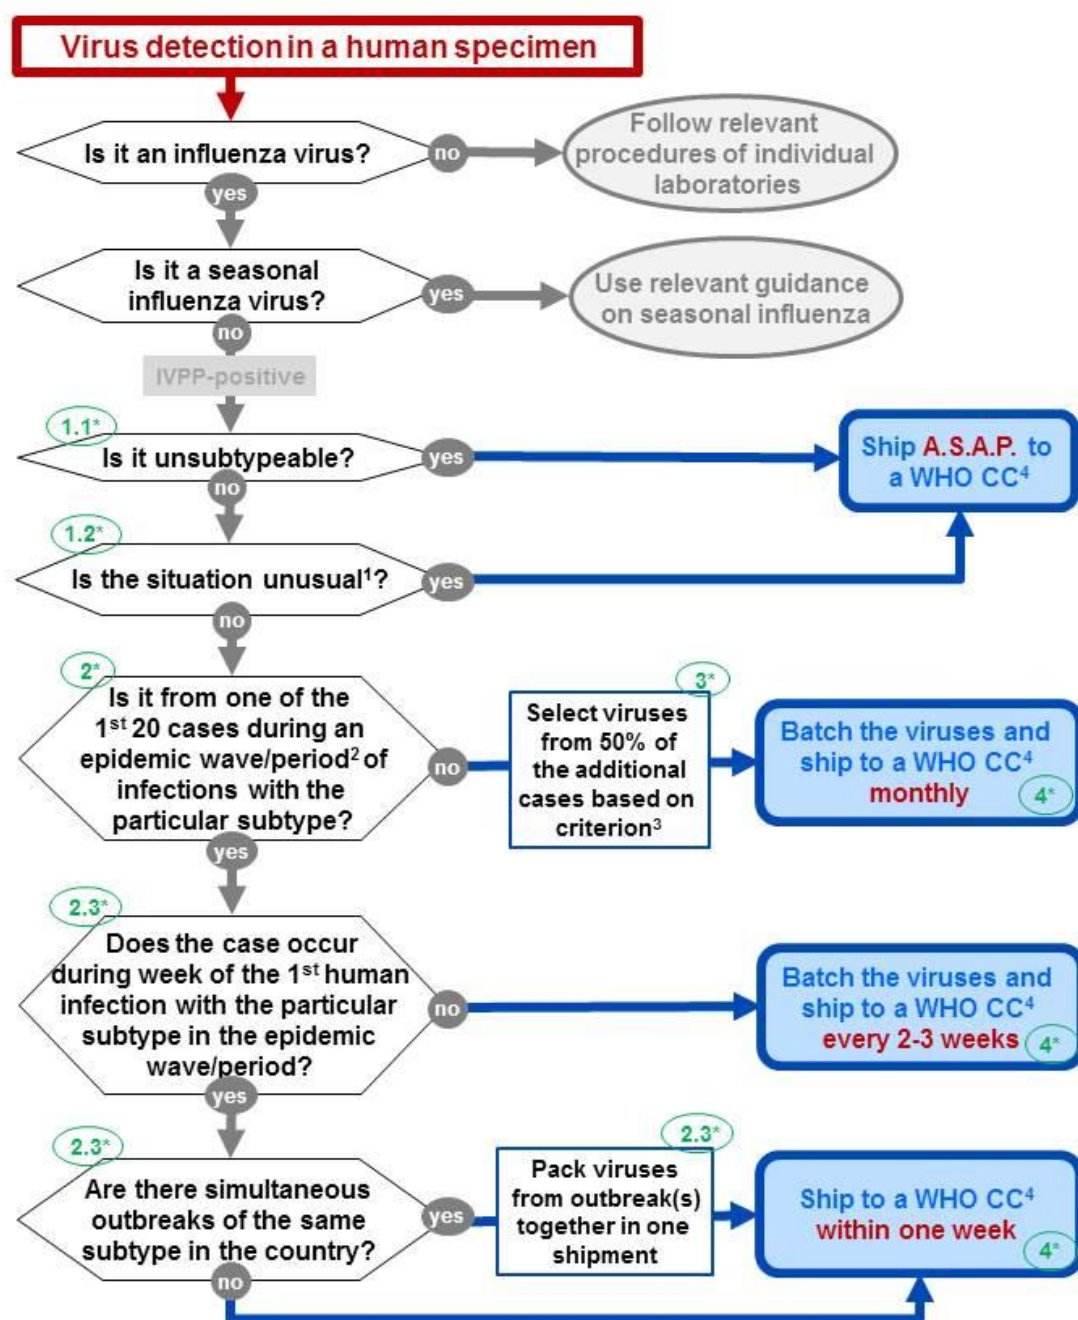 Virus detection in a human specimen
Is it an influenza virus?
no
Follow relevant
procedures of individual
laboratories
yes
Is it a seasonal
influenza virus?
yes
Use relevant guidance
on seasonal influenza
no
IVPP-positive
1.1*
Is it unsubtypeable?
yes
Ship A.S.A.P. to
a WHO CC⁴
no
1.2*
Is the situation unusual¹?
yes
no
2*
Is it from one of the
1st 20 cases during an
epidemic wave/period² of
infections with the
particular subtype?
no
3*
Select viruses
from 50% of
the additional
cases based on
criterion³
Batch the viruses and
ship to a WHO CC⁴
monthly
4*
yes
2.3*
Does the case occur
during week of the 1st human
infection with the particular
subtype in the epidemic
wave/period?
no
Batch the viruses and
ship to a WHO CC⁴
every 2-3 weeks
4*
yes
2.3*
Are there simultaneous
outbreaks of the same
subtype in the country?
yes
2.3*
Pack viruses
from outbreak(s)
together in one
shipment
Ship to a WHO CC⁴
within one week
4*
no